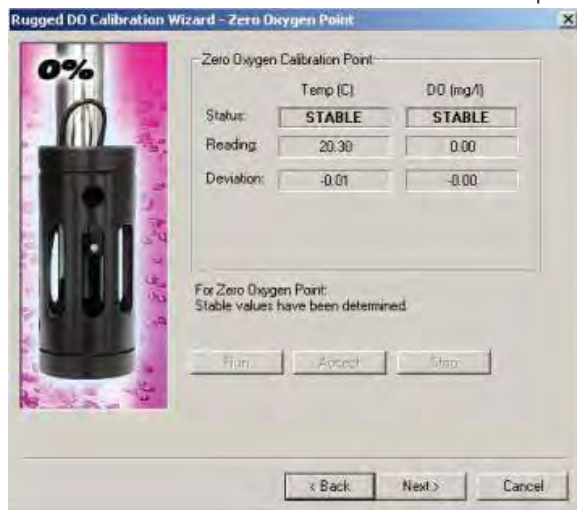 Rugged DO Calibration Wizard - Zero Oxygen Point
0%
Zero Oxygen Calibration Point
Temp (C) DO (mg/l)
Status: STABLE STABLE
Reading: 20.30 0.00
Deviation: -0.01 -0.00
For Zero Oxygen Point:
Stable values have been determined.
Run Accept Stop
< Back Next > Cancel